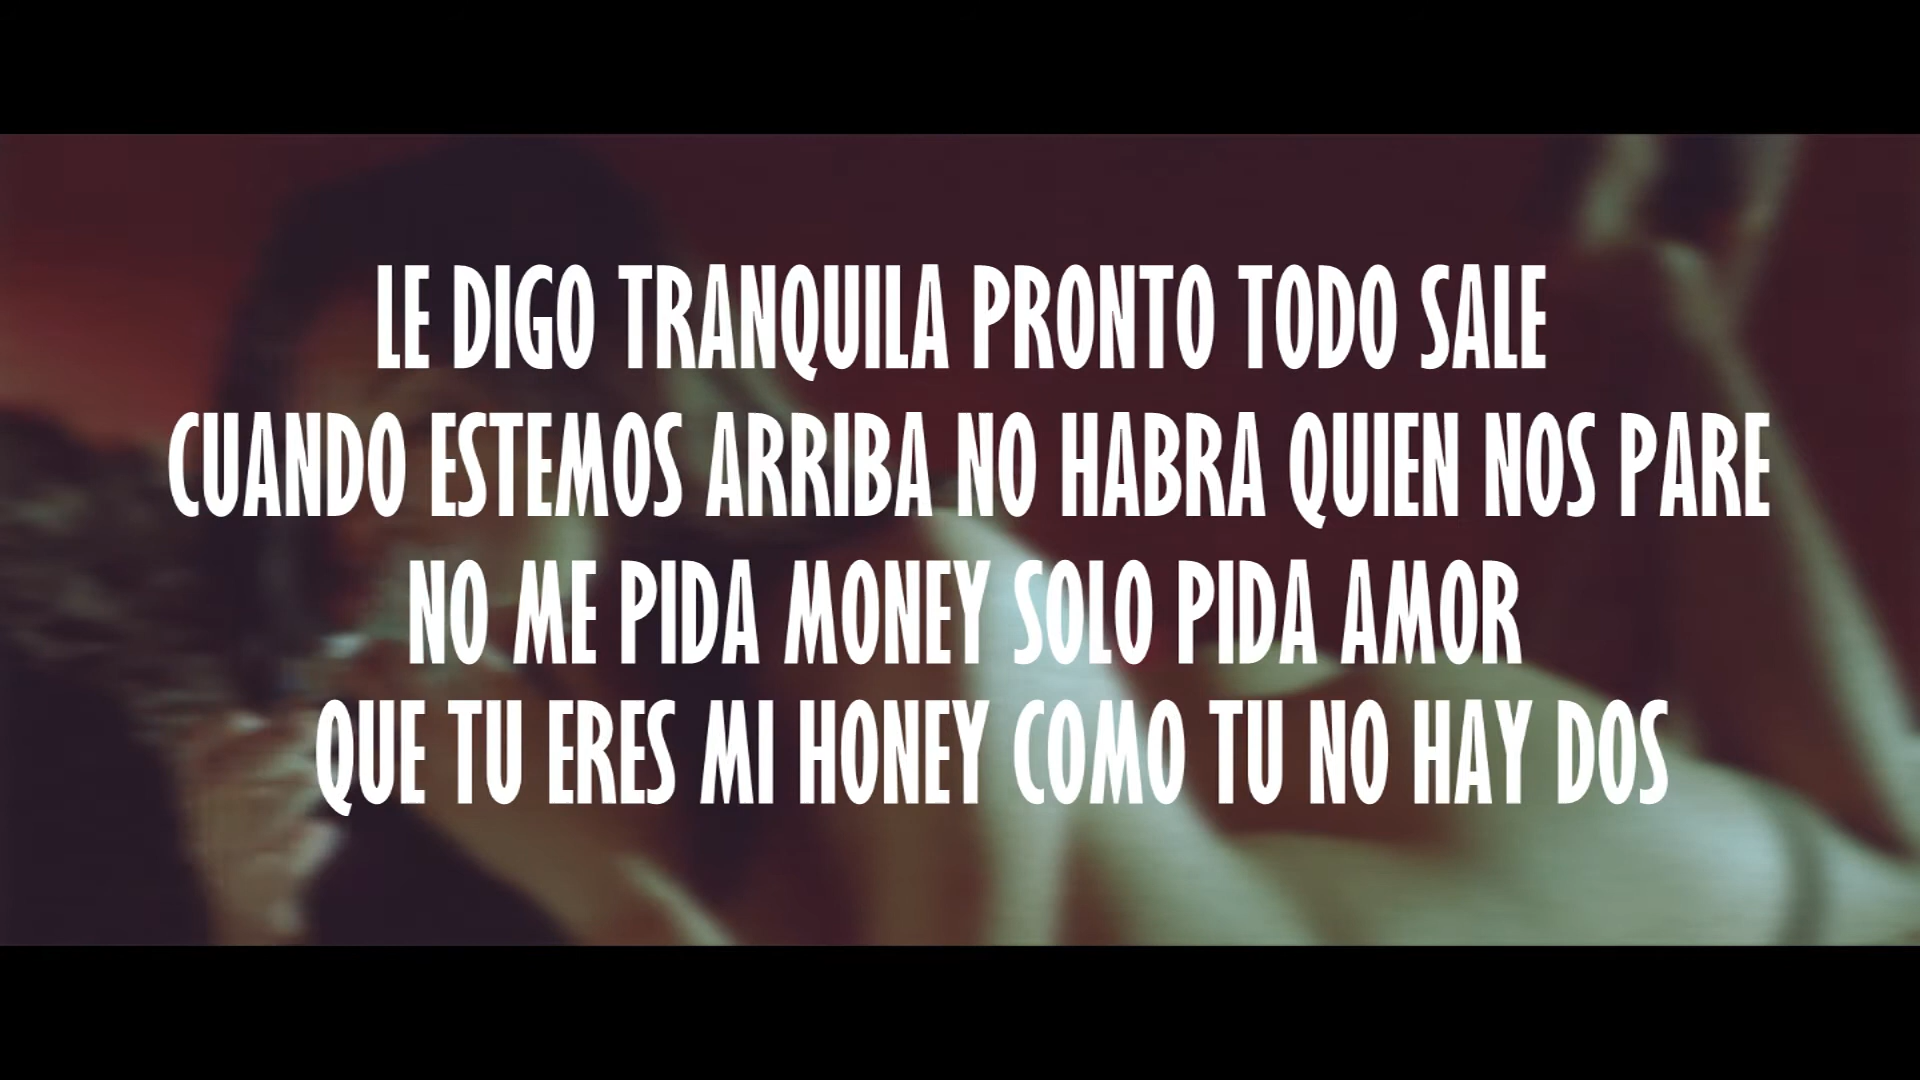 LE DIGO TRANQUILA PRONTO TODO SALE
CUANDO ESTEMOS ARRIBA NO HABRA QUIEN NOS PARE
NO ME PIDA MONEY SOLO PIDA AMOR
QUE TU ERES MI HONEY COMO TU NO HAY DOS